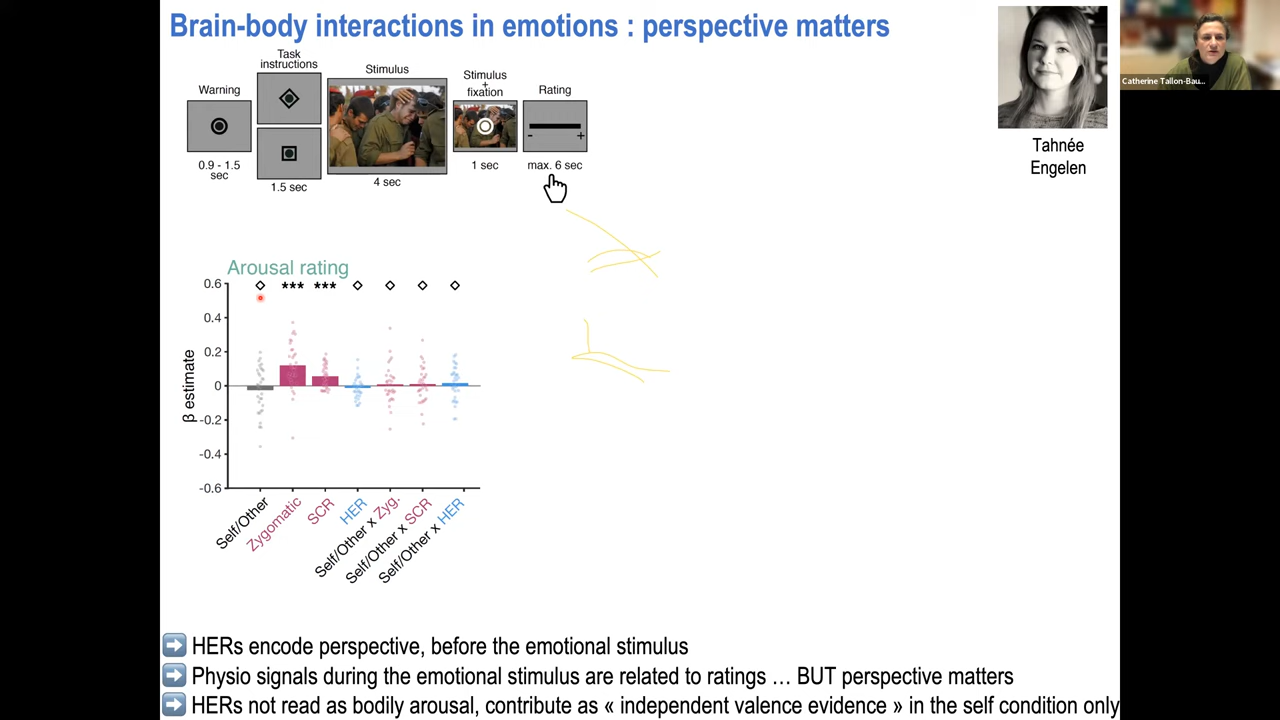 Brain-body interactions in emotions : perspective matters
Warning
0.9 - 1.5
sec
Task
instructions
1.5 sec
Stimulus
4 sec
Stimulus
+
fixation
1 sec
Rating
- +
max. 6 sec
Tahnée
Engelen
Catherine Tallon-Bau...
Arousal rating
*** ***
0.6
0.4
0.2
0
-0.2
-0.4
-0.6
β estimate
Self/Other
Zygomatic
SCR
HER
Self/Other x Zyg.
Self/Other x SCR
Self/Other x HER
HERs encode perspective, before the emotional stimulus
Physio signals during the emotional stimulus are related to ratings … BUT perspective matters
HERs not read as bodily arousal, contribute as « independent valence evidence » in the self condition only